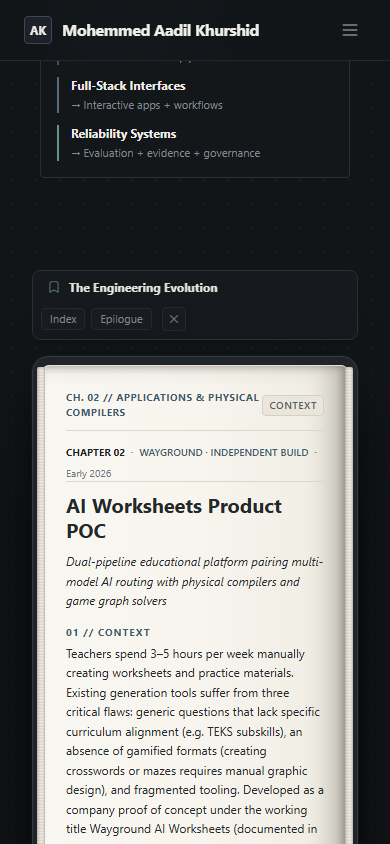 AK Mohemmed Aadil Khurshid
Full-Stack Interfaces
→ Interactive apps + workflows
Reliability Systems
→ Evaluation + evidence + governance
The Engineering Evolution
Index Epilogue ✕
CH. 02 // APPLICATIONS & PHYSICAL
COMPILERS
CONTEXT
CHAPTER 02 · WAYGROUND · INDEPENDENT BUILD ·
Early 2026
AI Worksheets Product
POC
Dual-pipeline educational platform pairing multi-
model AI routing with physical compilers and
game graph solvers
01 // CONTEXT
Teachers spend 3–5 hours per week manually
creating worksheets and practice materials.
Existing generation tools suffer from three
critical flaws: generic questions that lack specific
curriculum alignment (e.g. TEKS subskills), an
absence of gamified formats (creating
crosswords or mazes requires manual graphic
design), and fragmented tooling. Developed as a
company proof of concept under the working
title Wayground AI Worksheets (documented in